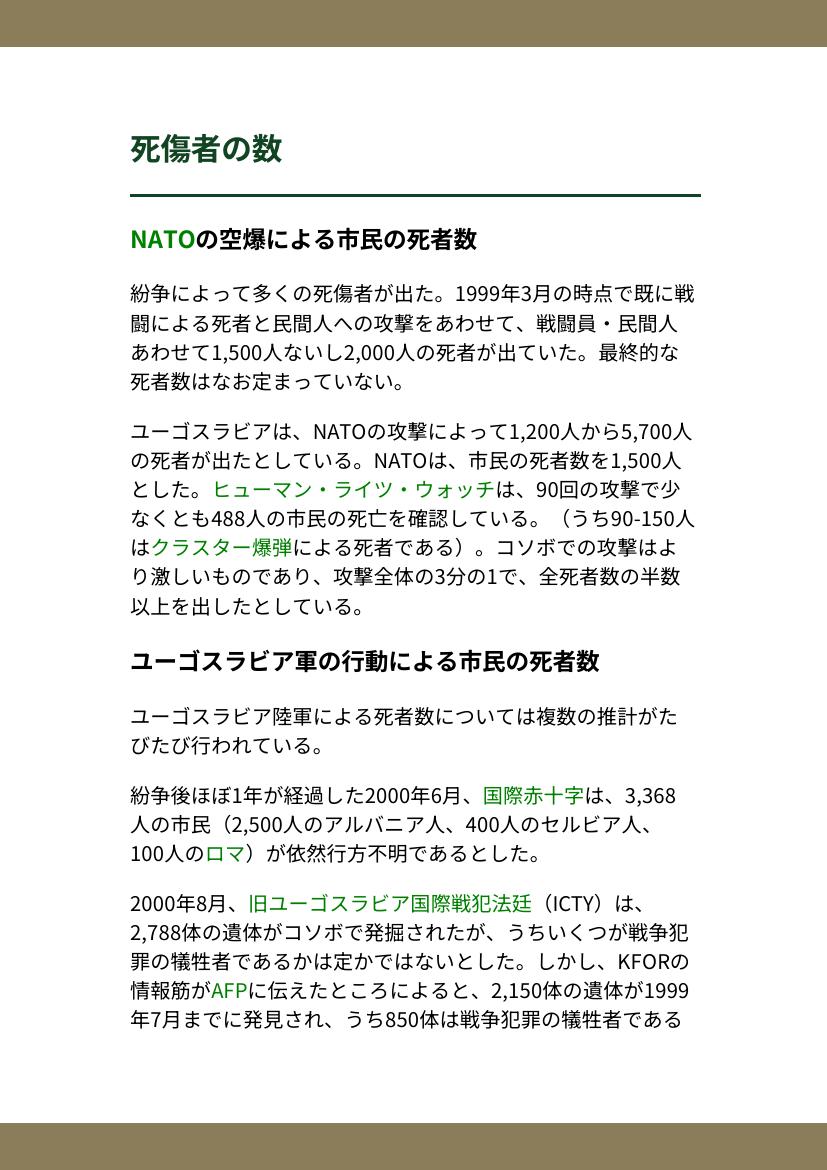 死傷者の数
NATOの空爆による市民の死者数
紛争によって多くの死傷者が出た。1999年3月の時点で既に戦
闘による死者と民間人への攻撃をあわせて、戦闘員・民間人
あわせて1,500人ないし2,000人の死者が出ていた。最終的な
死者数はなお定まっていない。
ユーゴスラビアは、NATOの攻撃によって1,200人から5,700人
の死者が出たとしている。NATOは、市民の死者数を1,500人
とした。ヒューマン・ライツ・ウォッチは、90回の攻撃で少
なくとも488人の市民の死亡を確認している。（うち90-150人
はクラスター爆弾による死者である）。コソボでの攻撃はよ
り激しいものであり、攻撃全体の3分の1で、全死者数の半数
以上を出したとしている。
ユーゴスラビア軍の行動による市民の死者数
ユーゴスラビア陸軍による死者数については複数の推計がた
びたび行われている。
紛争後ほぼ1年が経過した2000年6月、国際赤十字は、3,368
人の市民（2,500人のアルバニア人、400人のセルビア人、
100人のロマ）が依然行方不明であるとした。
2000年8月、旧ユーゴスラビア国際戦犯法廷（ICTY）は、
2,788体の遺体がコソボで発掘されたが、うちいくつが戦争犯
罪の犠牲者であるかは定かではないとした。しかし、KFORの
情報筋がAFPに伝えたところによると、2,150体の遺体が1999
年7月までに発見され、うち850体は戦争犯罪の犠牲者である